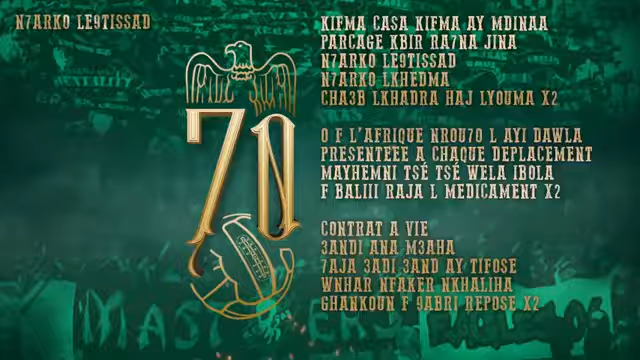 N7ARKO LE9TISSAD
70
KIFMA CASA KIFMA AY MDINAA
PARCAGE KBIR RA7NA JINA
N7ARKO LE9TISSAD
N7ARKO LKHEDMA
CHA3B LKHADRA HAJ LYOUMA X2
O F L'AFRIQUE NROU7O L AYI DAWLA
PRESENTEEE A CHAQUE DEPLACEMENT
MAYHEMNI TSÉ TSÉ WELA IBOLA
F BALIII RAJA L MEDICAMENT X2
CONTRAT A VIE
3ANDI ANA M3AHA
7AJA 3ADI 3AND AY TIFOSE
WNHAR NFAKER NKHALIHA
GHANKOUN F 9ABRI REPOSE X2